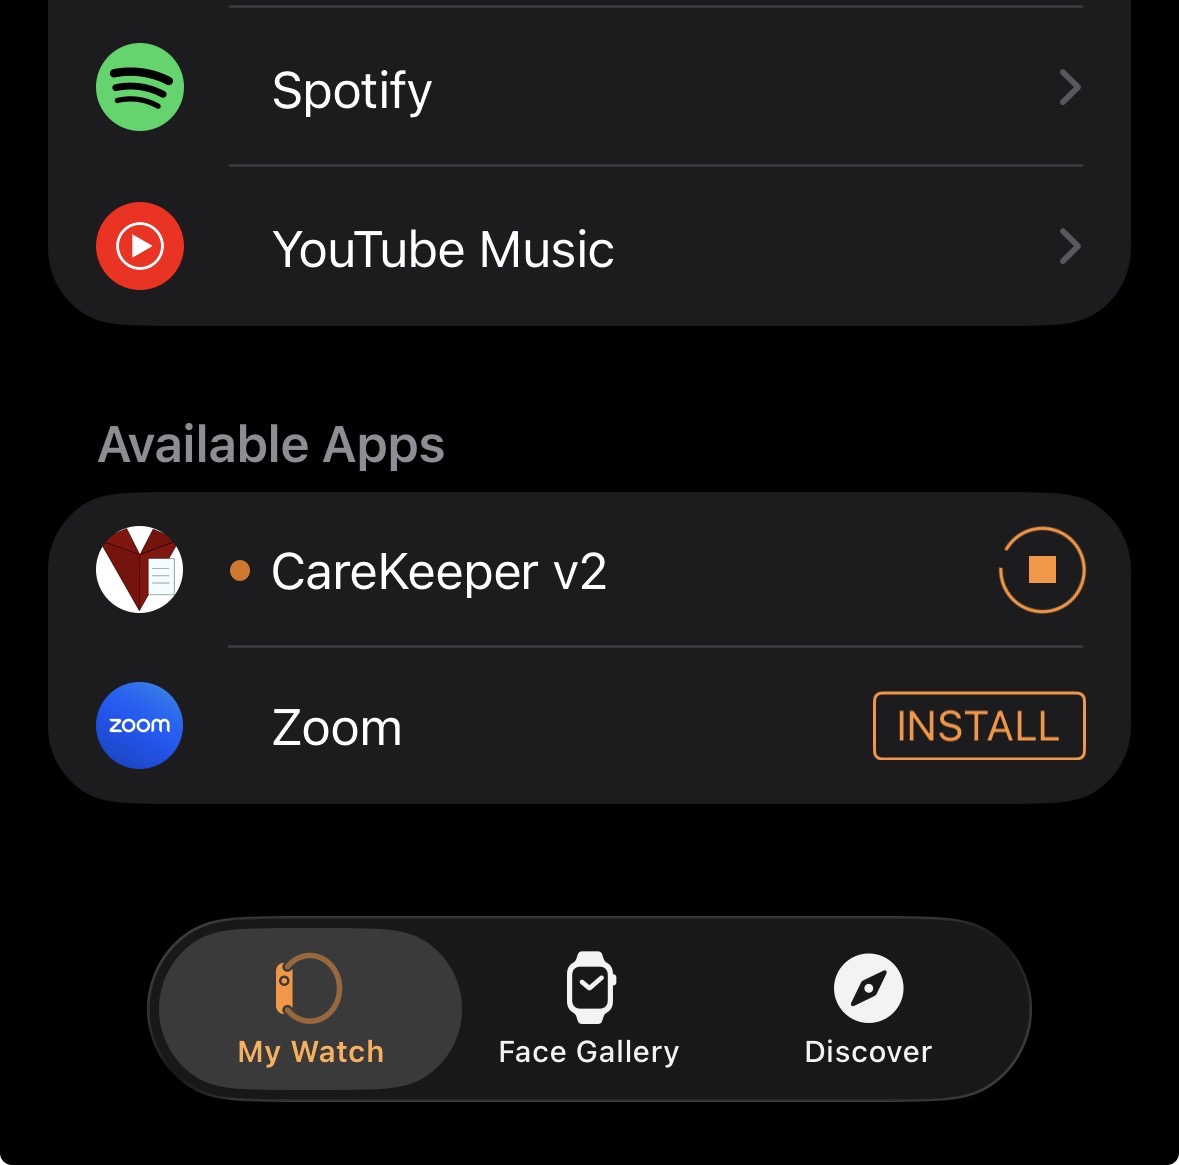 Spotify
YouTube Music
Available Apps
CareKeeper v2
zoom
Zoom
INSTALL
My Watch
Face Gallery
Discover